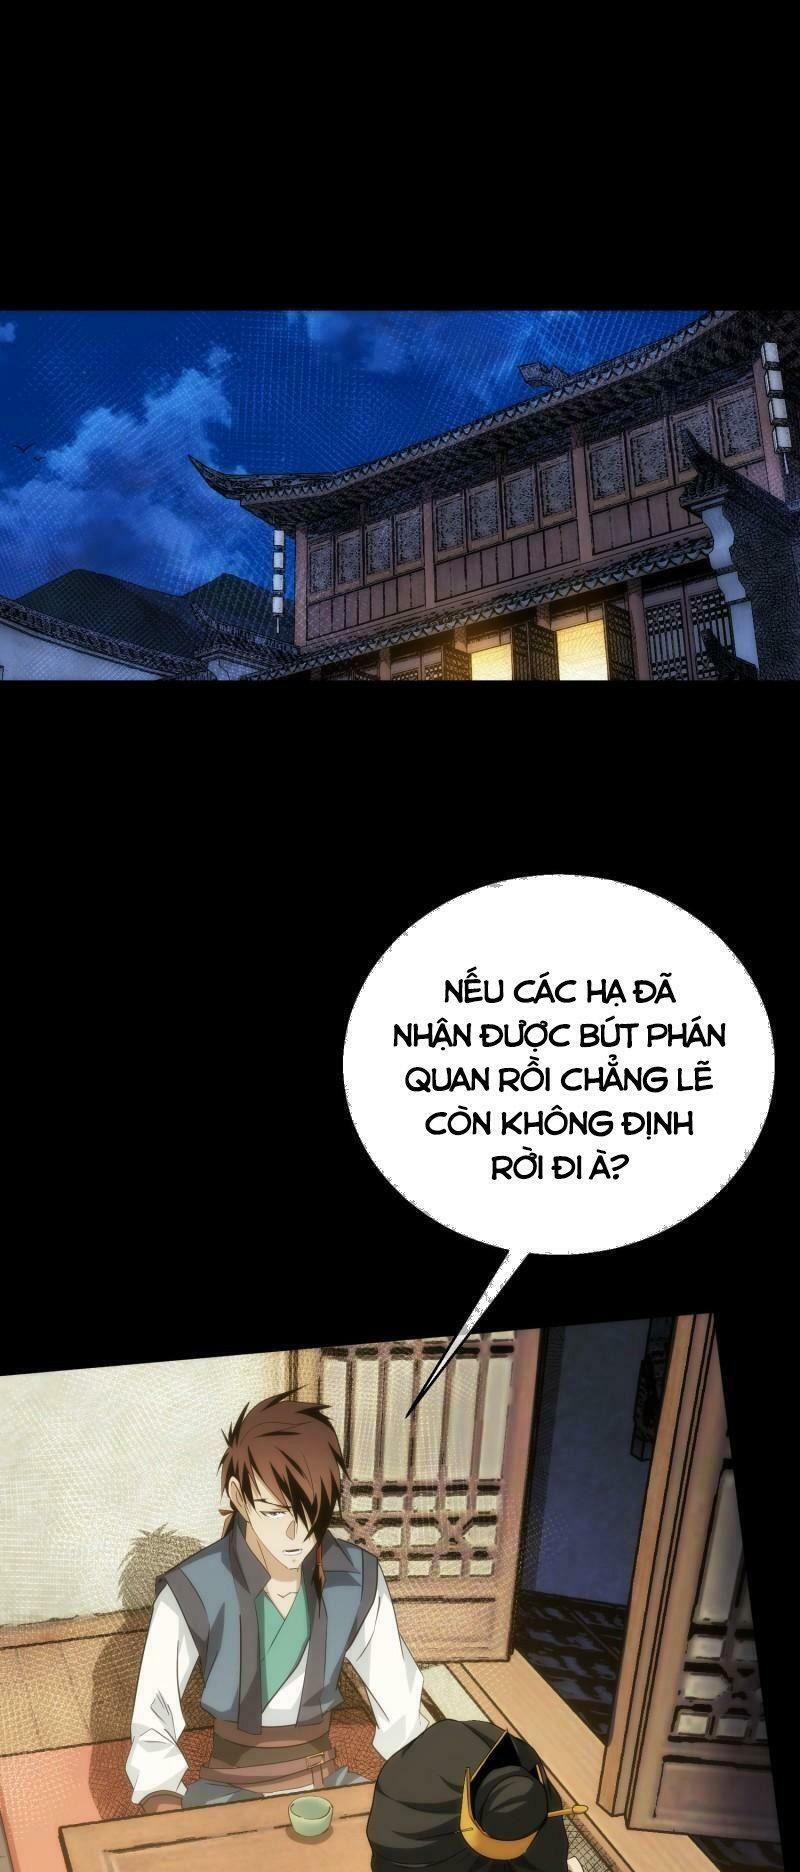 NẾU CÁC HẠ ĐÃ
NHẬN ĐƯỢC BÚT PHÁN
QUAN RỒI CHẲNG LẼ
CÒN KHÔNG ĐỊNH
RỜI ĐI À?